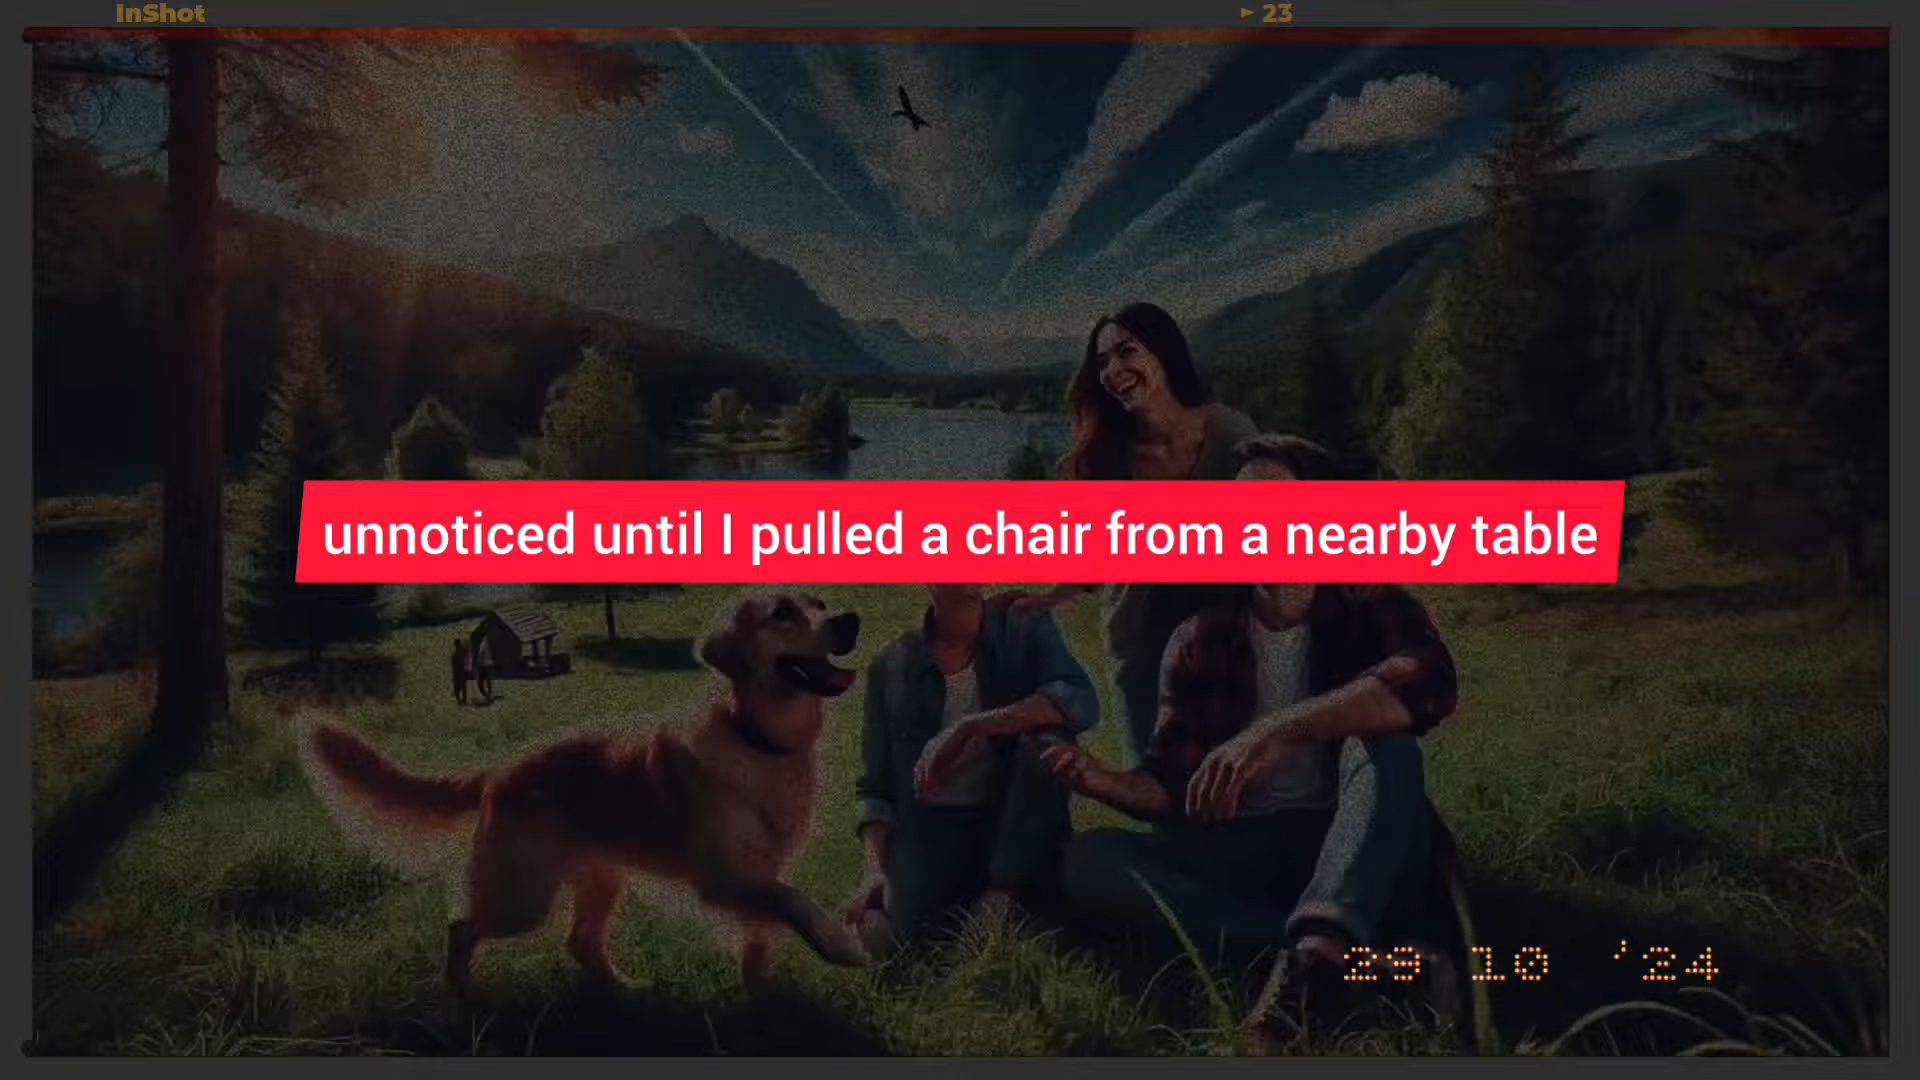 InShot
▸ 23
unnoticed until I pulled a chair from a nearby table
29 10 '24